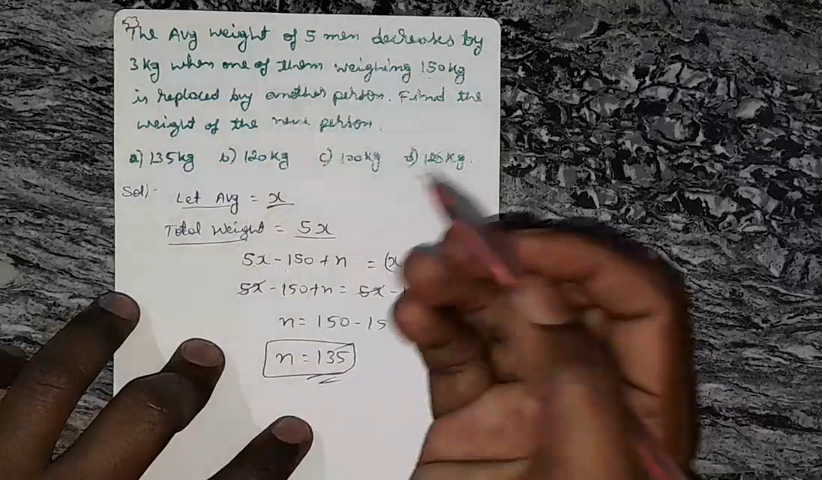 53
The Avg weight of 5 men decreases by
3kg when one of them weighing 150kg
is replaced by another person. Find the
weight of the new person.
a) 135kg b) 120kg c) 100kg d) 125kg.
Sol:- Let Avg = x
Total Weight = 5x
5x - 150 + n = (x
5x - 150 + n = 5x - 1
n = 150 - 15
n = 135